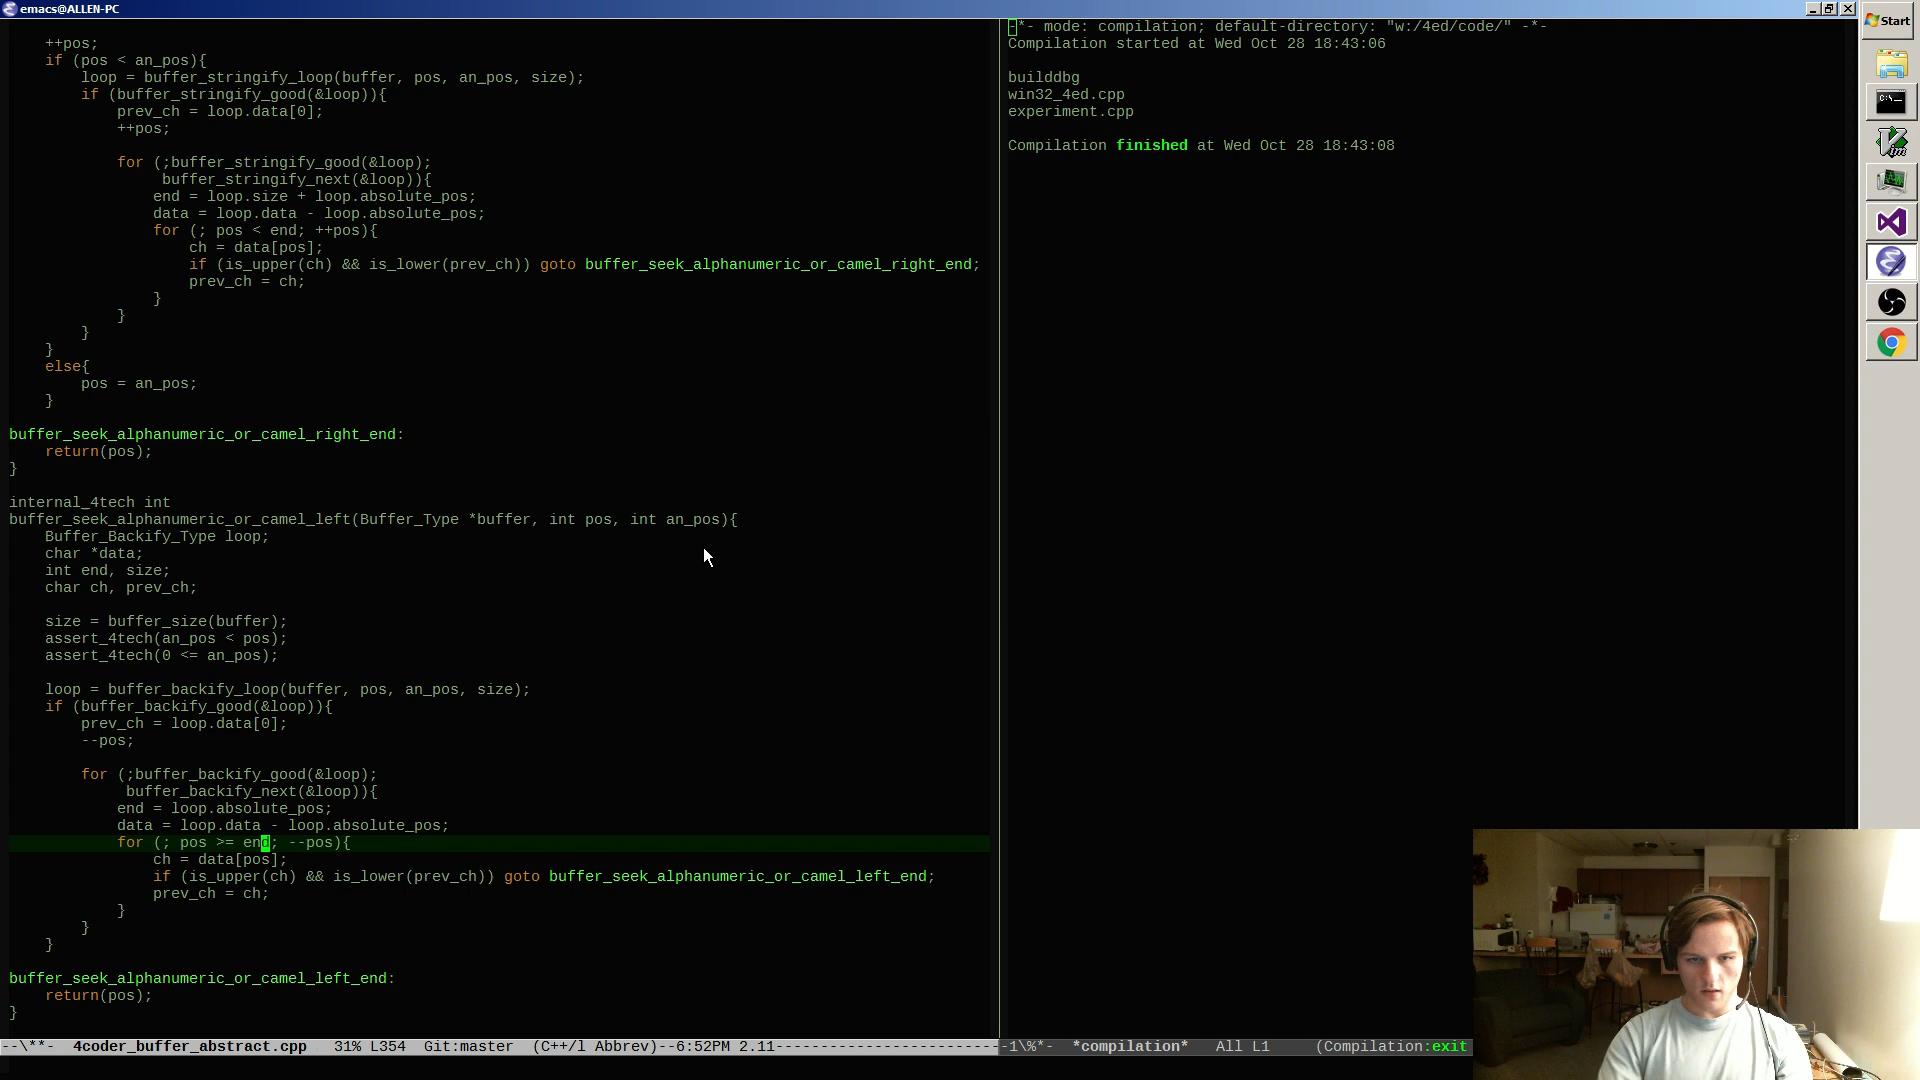 emacs@ALLEN-PC
++pos;
if (pos < an_pos){
loop = buffer_stringify_loop(buffer, pos, an_pos, size);
if (buffer_stringify_good(&loop)){
prev_ch = loop.data[0];
++pos;
for (;buffer_stringify_good(&loop);
buffer_stringify_next(&loop)){
end = loop.size + loop.absolute_pos;
data = loop.data - loop.absolute_pos;
for (; pos < end; ++pos){
ch = data[pos];
if (is_upper(ch) && is_lower(prev_ch)) goto buffer_seek_alphanumeric_or_camel_right_end;
prev_ch = ch;
}
}
}
}
else{
pos = an_pos;
}
buffer_seek_alphanumeric_or_camel_right_end:
return(pos);
}
internal_4tech int
buffer_seek_alphanumeric_or_camel_left(Buffer_Type *buffer, int pos, int an_pos){
Buffer_Backify_Type loop;
char *data;
int end, size;
char ch, prev_ch;
size = buffer_size(buffer);
assert_4tech(an_pos < pos);
assert_4tech(0 <= an_pos);
loop = buffer_backify_loop(buffer, pos, an_pos, size);
if (buffer_backify_good(&loop)){
prev_ch = loop.data[0];
--pos;
for (;buffer_backify_good(&loop);
buffer_backify_next(&loop)){
end = loop.absolute_pos;
data = loop.data - loop.absolute_pos;
for (; pos >= end; --pos){
ch = data[pos];
if (is_upper(ch) && is_lower(prev_ch)) goto buffer_seek_alphanumeric_or_camel_left_end;
prev_ch = ch;
}
}
}
buffer_seek_alphanumeric_or_camel_left_end:
return(pos);
}
--\**-  4coder_buffer_abstract.cpp   31% L354  Git:master  (C++/l Abbrev)--6:52PM 2.11-------------------------
-*- mode: compilation; default-directory: "w:/4ed/code/" -*-
Compilation started at Wed Oct 28 18:43:06
builddbg
win32_4ed.cpp
experiment.cpp
Compilation finished at Wed Oct 28 18:43:08
-1\%*-  *compilation*   All L1     (Compilation:exit
Start
C:\_